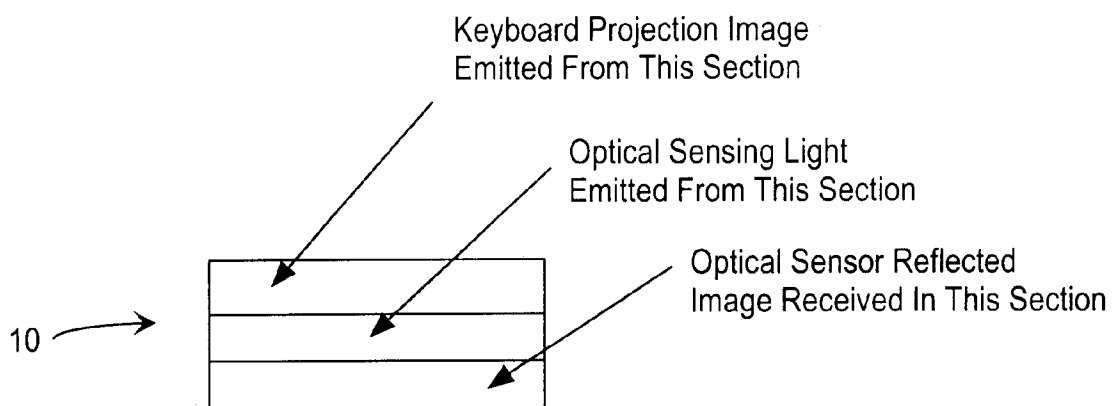 Keyboard Projection Image
Emitted From This Section
Optical Sensing Light
Emitted From This Section
Optical Sensor Reflected
Image Received In This Section
10